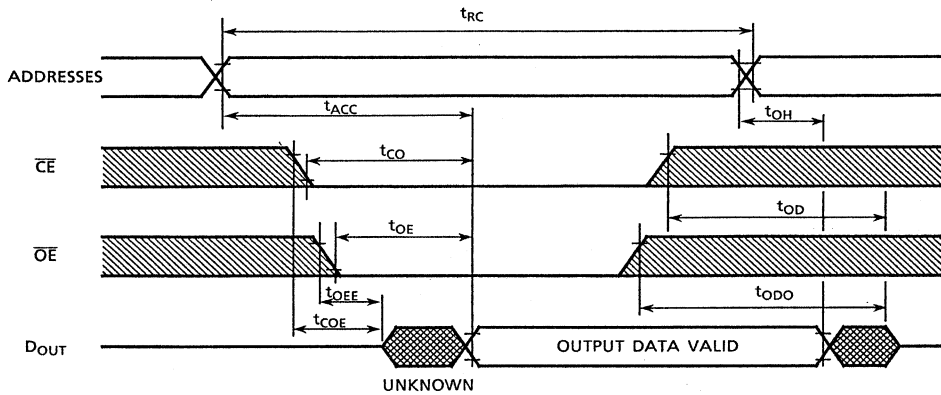 tRC
ADDRESSES
tACC
tOH
CE
tCO
tOD
OE
tOE
tOEE
tODO
tCOE
DOUT
OUTPUT DATA VALID
UNKNOWN